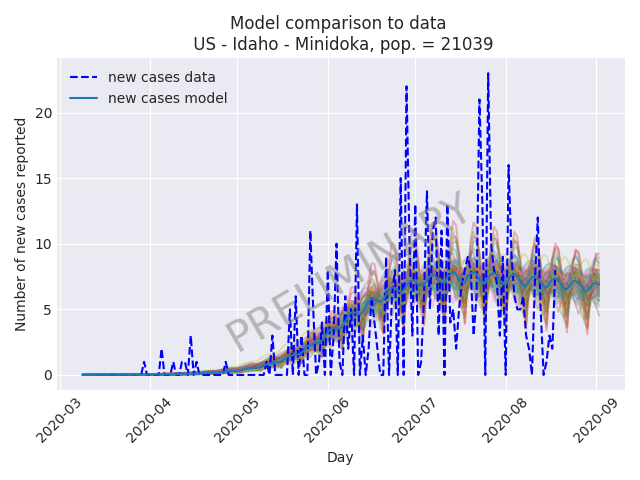 Model comparison to data
US - Idaho - Minidoka, pop. = 21039
new cases data
new cases model
PRELIMINARY
Number of new cases reported
20
15
10
5
0
2020-03
2020-04
2020-05
2020-06
2020-07
2020-08
2020-09
Day